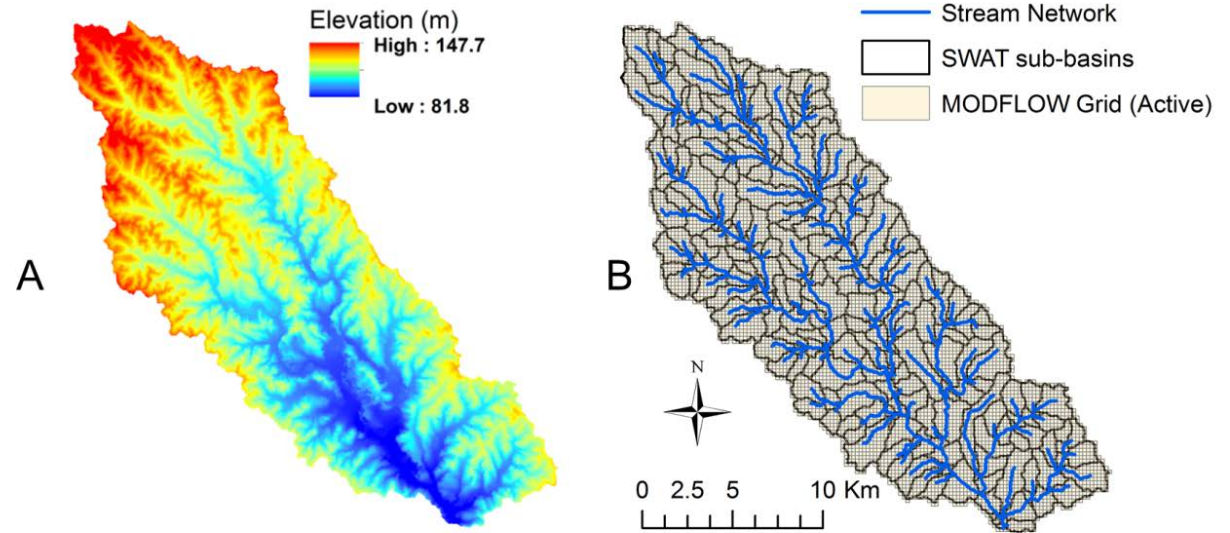 Elevation (m)
High : 147.7
Low : 81.8
A
Stream Network
SWAT sub-basins
MODFLOW Grid (Active)
B
N
0 2.5 5 10 Km